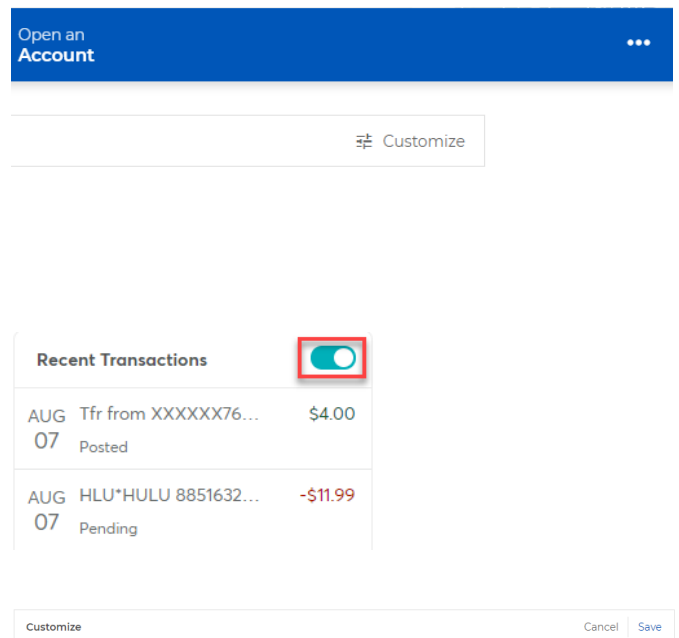 Open an
Account
Customize
Recent Transactions
AUG 07 Tfr from XXXXXX76... $4.00
Posted
AUG 07 HLU*HULU 8851632... -$11.99
Pending
Customize Cancel Save